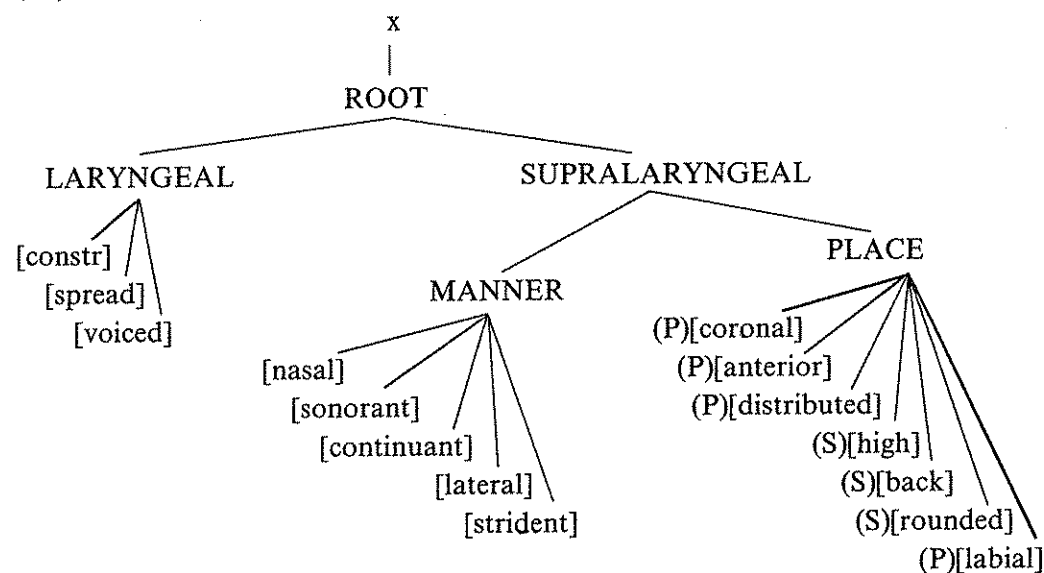 x
ROOT
LARYNGEAL SUPRALARYNGEAL
[constr]
[spread]
[voiced]
MANNER
[nasal]
[sonorant]
[continuant]
[lateral]
[strident]
PLACE
(P)[coronal]
(P)[anterior]
(P)[distributed]
(S)[high]
(S)[back]
(S)[rounded]
(P)[labial]